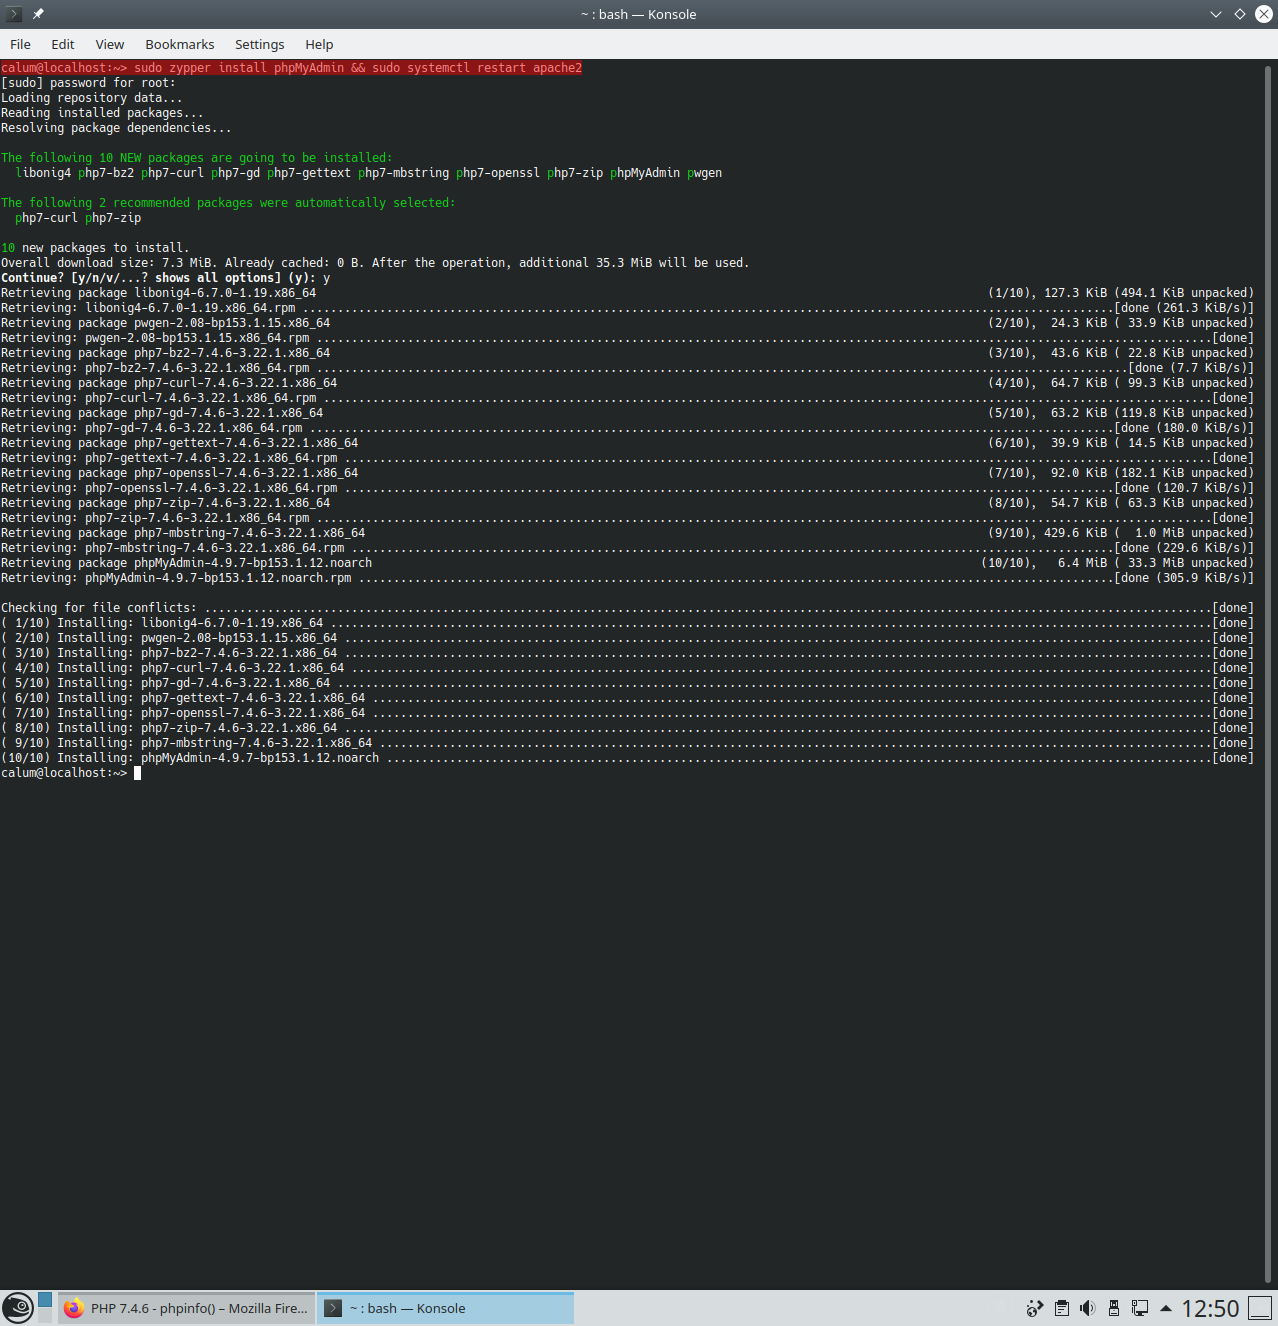 ~ : bash — Konsole
File Edit View Bookmarks Settings Help
calum@localhost:~> sudo zypper install phpMyAdmin && sudo systemctl restart apache2
[sudo] password for root:
Loading repository data...
Reading installed packages...
Resolving package dependencies...
The following 10 NEW packages are going to be installed:
libonig4 php7-bz2 php7-curl php7-gd php7-gettext php7-mbstring php7-openssl php7-zip phpMyAdmin pwgen
The following 2 recommended packages were automatically selected:
php7-curl php7-zip
10 new packages to install.
Overall download size: 7.3 MiB. Already cached: 0 B. After the operation, additional 35.3 MiB will be used.
Continue? [y/n/v/...? shows all options] (y): y
Retrieving package libonig4-6.7.0-1.19.x86_64 (1/10), 127.3 KiB (494.1 KiB unpacked)
Retrieving: libonig4-6.7.0-1.19.x86_64.rpm ...[done (261.3 KiB/s)]
Retrieving package pwgen-2.08-bp153.1.15.x86_64 (2/10), 24.3 KiB ( 33.9 KiB unpacked)
Retrieving: pwgen-2.08-bp153.1.15.x86_64.rpm ...[done]
Retrieving package php7-bz2-7.4.6-3.22.1.x86_64 (3/10), 43.6 KiB ( 22.8 KiB unpacked)
Retrieving: php7-bz2-7.4.6-3.22.1.x86_64.rpm ...[done (7.7 KiB/s)]
Retrieving package php7-curl-7.4.6-3.22.1.x86_64 (4/10), 64.7 KiB ( 99.3 KiB unpacked)
Retrieving: php7-curl-7.4.6-3.22.1.x86_64.rpm ...[done]
Retrieving package php7-gd-7.4.6-3.22.1.x86_64 (5/10), 63.2 KiB (119.8 KiB unpacked)
Retrieving: php7-gd-7.4.6-3.22.1.x86_64.rpm ...[done (180.0 KiB/s)]
Retrieving package php7-gettext-7.4.6-3.22.1.x86_64 (6/10), 39.9 KiB ( 14.5 KiB unpacked)
Retrieving: php7-gettext-7.4.6-3.22.1.x86_64.rpm ...[done]
Retrieving package php7-openssl-7.4.6-3.22.1.x86_64 (7/10), 92.0 KiB (182.1 KiB unpacked)
Retrieving: php7-openssl-7.4.6-3.22.1.x86_64.rpm ...[done (120.7 KiB/s)]
Retrieving package php7-zip-7.4.6-3.22.1.x86_64 (8/10), 54.7 KiB ( 63.3 KiB unpacked)
Retrieving: php7-zip-7.4.6-3.22.1.x86_64.rpm ...[done]
Retrieving package php7-mbstring-7.4.6-3.22.1.x86_64 (9/10), 429.6 KiB ( 1.0 MiB unpacked)
Retrieving: php7-mbstring-7.4.6-3.22.1.x86_64.rpm ...[done (229.6 KiB/s)]
Retrieving package phpMyAdmin-4.9.7-bp153.1.12.noarch (10/10), 6.4 MiB ( 33.3 MiB unpacked)
Retrieving: phpMyAdmin-4.9.7-bp153.1.12.noarch.rpm ...[done (305.9 KiB/s)]
Checking for file conflicts: ...[done]
( 1/10) Installing: libonig4-6.7.0-1.19.x86_64 ...[done]
( 2/10) Installing: pwgen-2.08-bp153.1.15.x86_64 ...[done]
( 3/10) Installing: php7-bz2-7.4.6-3.22.1.x86_64 ...[done]
( 4/10) Installing: php7-curl-7.4.6-3.22.1.x86_64 ...[done]
( 5/10) Installing: php7-gd-7.4.6-3.22.1.x86_64 ...[done]
( 6/10) Installing: php7-gettext-7.4.6-3.22.1.x86_64 ...[done]
( 7/10) Installing: php7-openssl-7.4.6-3.22.1.x86_64 ...[done]
( 8/10) Installing: php7-zip-7.4.6-3.22.1.x86_64 ...[done]
( 9/10) Installing: php7-mbstring-7.4.6-3.22.1.x86_64 ...[done]
(10/10) Installing: phpMyAdmin-4.9.7-bp153.1.12.noarch ...[done]
calum@localhost:~>
PHP 7.4.6 - phpinfo() – Mozilla Fire... ~ : bash — Konsole 12:50